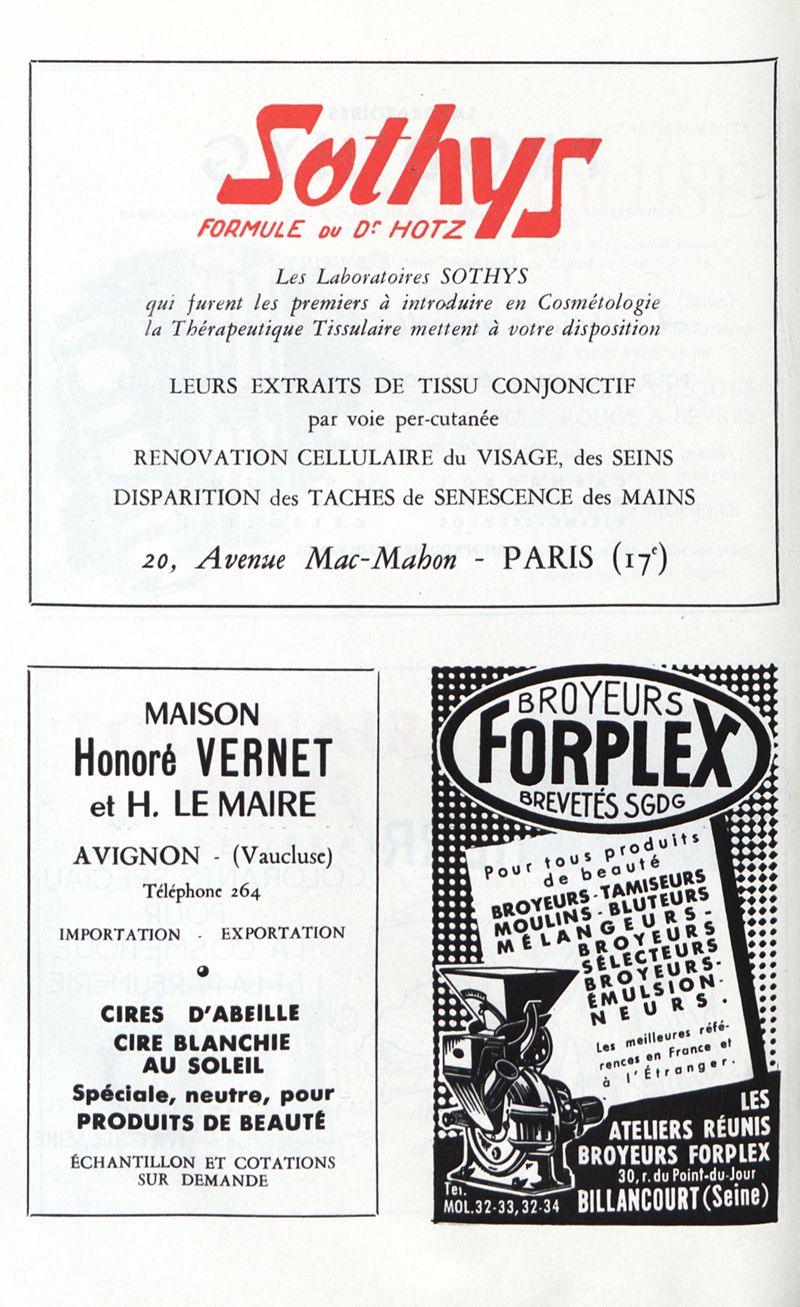 Sothys
FORMULE DU Dr HOTZ
Les Laboratoires SOTHYS
qui furent les premiers à introduire en Cosmétologie
la Thérapeutique Tissulaire mettent à votre disposition
LEURS EXTRAITS DE TISSU CONJONCTIF
par voie per-cutanée
RENOVATION CELLULAIRE du VISAGE, des SEINS
DISPARITION des TACHES de SENESCENCE des MAINS
20, Avenue Mac-Mahon - PARIS (17e)
MAISON
Honoré VERNET
et H. LE MAIRE
AVIGNON - (Vaucluse)
Téléphone 264
IMPORTATION - EXPORTATION
CIRES D'ABEILLE
CIRE BLANCHIE
AU SOLEIL
Spéciale, neutre, pour
PRODUITS DE BEAUTÉ
ÉCHANTILLON ET COTATIONS
SUR DEMANDE
BROYEURS
FORPLEX
BREVETÉS SGDG
Pour tous produits
de beauté
BROYEURS-TAMISEURS
MOULINS-BLUTEURS
MÉLANGEURS-
BROYEURS
SÉLECTEURS
BROYEURS-
ÉMULSION-
NEURS.
Les meilleures réfé-
rences en France et
à l'Étranger.
LES
ATELIERS RÉUNIS
BROYEURS FORPLEX
30, r. du Point-du-Jour
BILLANCOURT (Seine)
Tél.
MOL. 32-33, 32-34